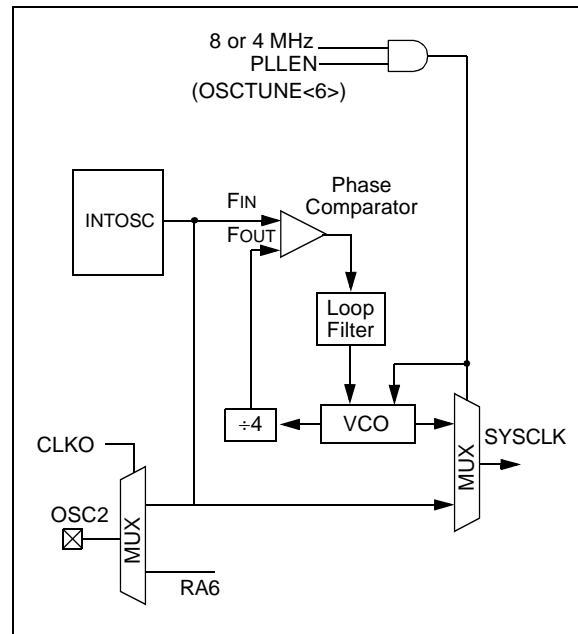 8 or 4 MHz
PLLEN
(OSCTUNE<6>)
Phase
Comparator
INTOSC
FIN
FOUT
Loop
Filter
÷4
VCO
MUX
SYSCLK
CLKO
OSC2
MUX
RA6